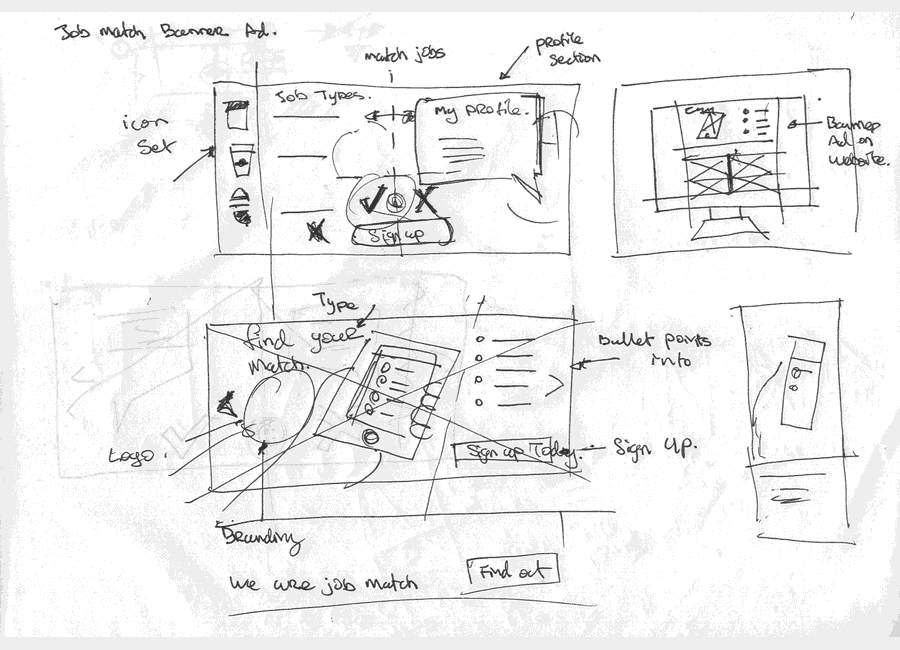 Job match Banner Ad.
match jobs
profile
section
Job Types.
My profile.
icon
set
Sign up
Banner
Ad on
website.
Type
find your
match.
Bullet points
into
Logo.
Sign up Today.
Sign up.
Branding
We are job match
Find out